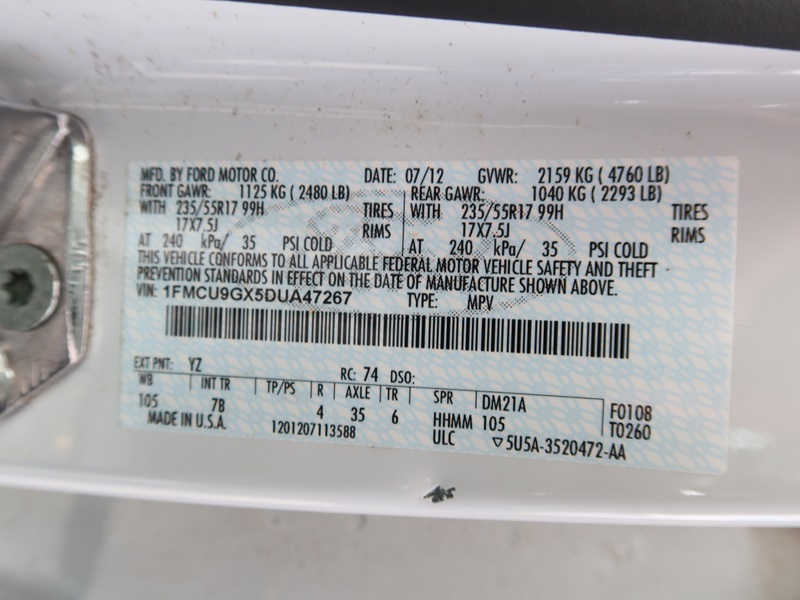 MFD. BY FORD MOTOR CO. DATE: 07/12 GVWR: 2159 KG ( 4760 LB)
FRONT GAWR: 1125 KG ( 2480 LB) REAR GAWR: 1040 KG ( 2293 LB)
WITH 235/55R17 99H TIRES WITH 235/55R17 99H TIRES
17X7.5J RIMS 17X7.5J RIMS
AT 240 kPa/ 35 PSI COLD AT 240 kPa/ 35 PSI COLD
THIS VEHICLE CONFORMS TO ALL APPLICABLE FEDERAL MOTOR VEHICLE SAFETY AND THEFT
PREVENTION STANDARDS IN EFFECT ON THE DATE OF MANUFACTURE SHOWN ABOVE.
VIN: 1FMCU9GX5DUA47267 TYPE: MPV
EXT PNT: YZ RC: 74 DSO:
WB INT TR TP/PS R AXLE TR SPR DM21A F0108
105 7B 4 35 6 HHMM 105 T0260
MADE IN U.S.A. 1201207113588 ULC ▽5U5A-3520472-AA